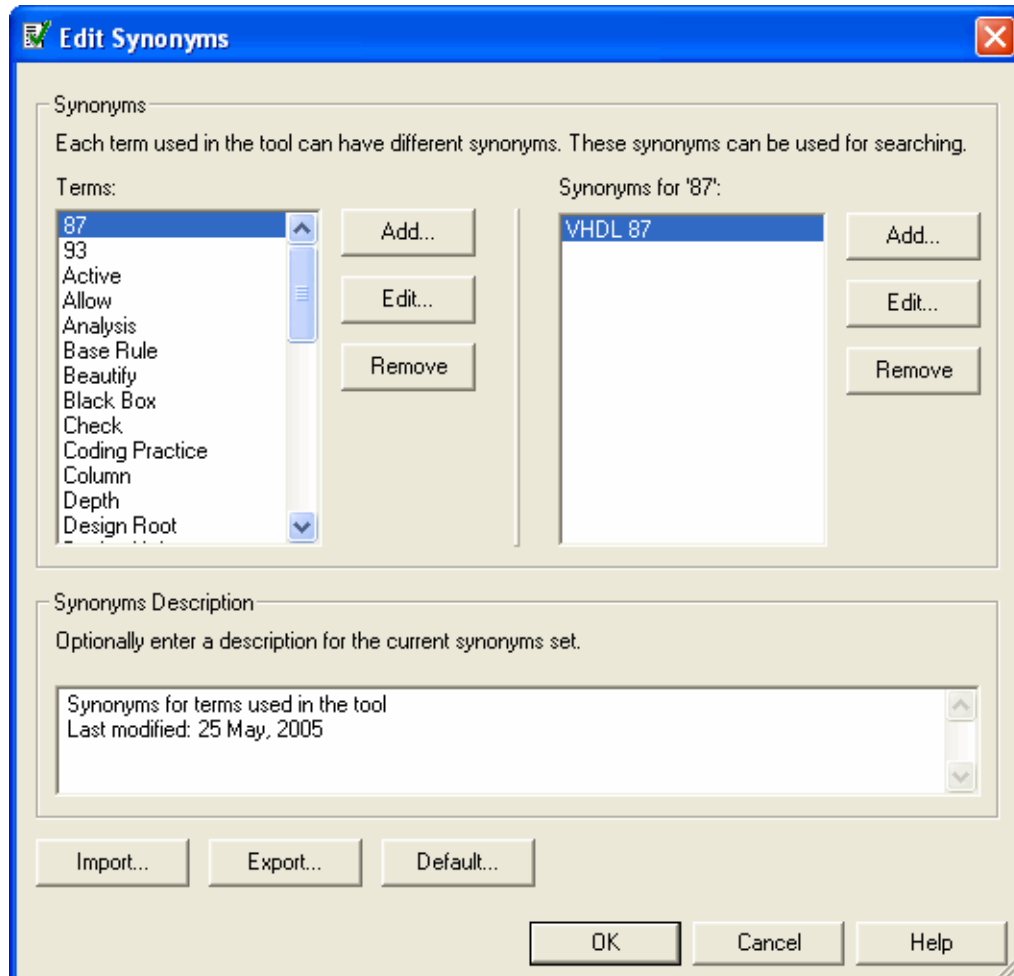 Edit Synonyms
Synonyms
Each term used in the tool can have different synonyms. These synonyms can be used for searching.
Terms:
87
93
Active
Allow
Analysis
Base Rule
Beautify
Black Box
Check
Coding Practice
Column
Depth
Design Root
Add...
Edit...
Remove
Synonyms for '87':
VHDL 87
Add...
Edit...
Remove
Synonyms Description
Optionally enter a description for the current synonyms set.
Synonyms for terms used in the tool
Last modified: 25 May, 2005
Import...
Export...
Default...
OK
Cancel
Help